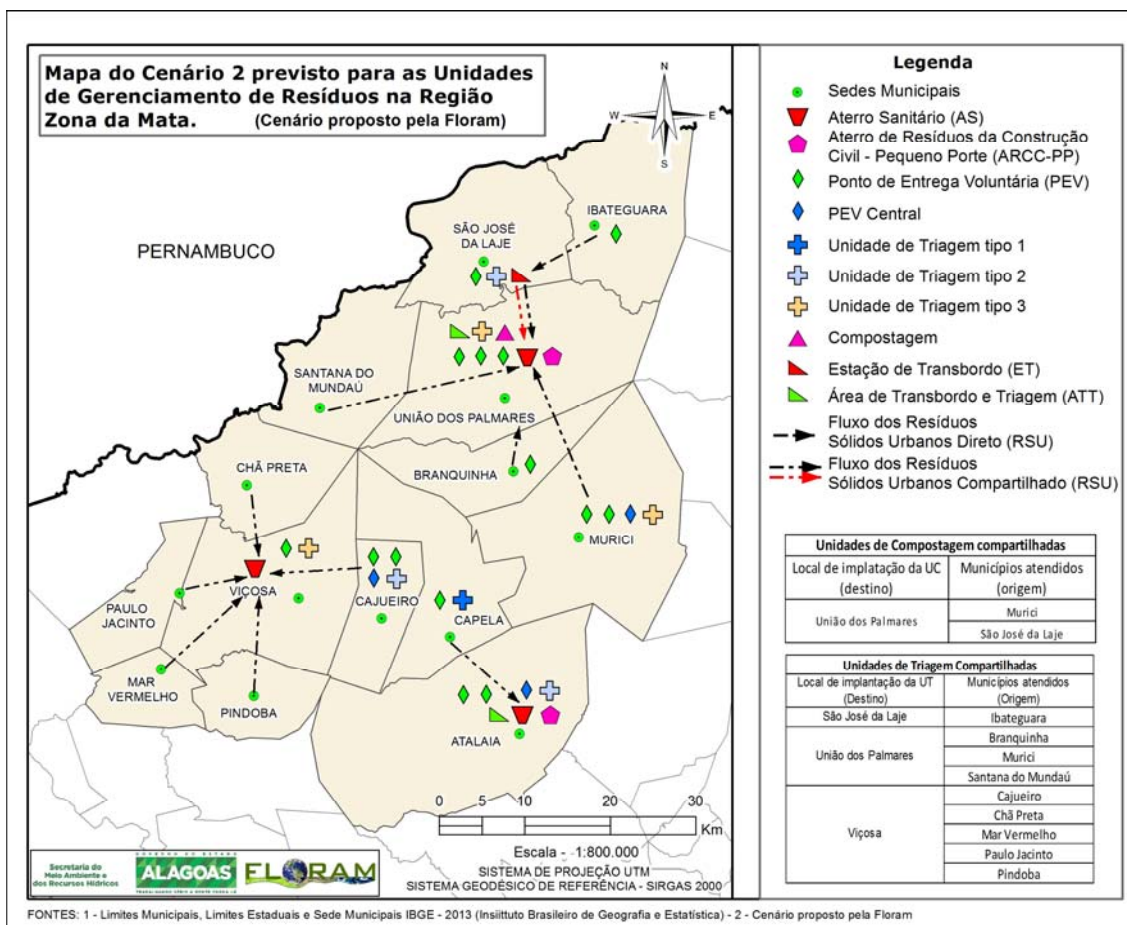 Mapa do Cenário 2 previsto para as Unidades
de Gerenciamento de Resíduos na Região
Zona da Mata. (Cenário proposto pela Floram)
N
W
E
S
PERNAMBUCO
IBATEGUARA
SÃO JOSÉ
DA LAJE
SANTANA DO
MUNDAÚ
UNIÃO DOS PALMARES
CHÃ PRETA
BRANQUINHA
MURICI
VIÇOSA
CAJUEIRO
CAPELA
PAULO
JACINTO
MAR
VERMELHO
PINDOBA
ATALAIA
0 5 10 20 30
Km
Escala - 1:800.000
SISTEMA DE PROJEÇÃO UTM
SISTEMA GEODÉSICO DE REFERÊNCIA - SIRGAS 2000
Secretaria do
Meio Ambiente e
dos Recursos Hídricos
GOVERNO DO ESTADO
ALAGOAS
FLORAM
Legenda
Sedes Municipais
Aterro Sanitário (AS)
Aterro de Resíduos da Construção
Civil - Pequeno Porte (ARCC-PP)
Ponto de Entrega Voluntária (PEV)
PEV Central
Unidade de Triagem tipo 1
Unidade de Triagem tipo 2
Unidade de Triagem tipo 3
Compostagem
Estação de Transbordo (ET)
Área de Transbordo e Triagem (ATT)
Fluxo dos Resíduos
Sólidos Urbanos Direto (RSU)
Fluxo dos Resíduos
Sólidos Urbanos Compartilhado (RSU)
Unidades de Compostagem compartilhadas
Local de implatação da UC Municípios atendidos
(destino) (origem)
União dos Palmares
Murici
São José da Laje
Unidades de Triagem Compartilhadas
Local de implantação da UT Municípios atendidos
(Destino) (Origem)
São José da Laje Ibateguara
União dos Palmares
Branquinha
Murici
Santana do Mundaú
Viçosa
Cajueiro
Chã Preta
Mar Vermelho
Paulo Jacinto
Pindoba
FONTES: 1 - Limites Municipais, Limites Estaduais e Sede Municipais IBGE - 2013 (Insiituto Brasileiro de Geografia e Estatística) - 2 - Cenário proposto pela Floram